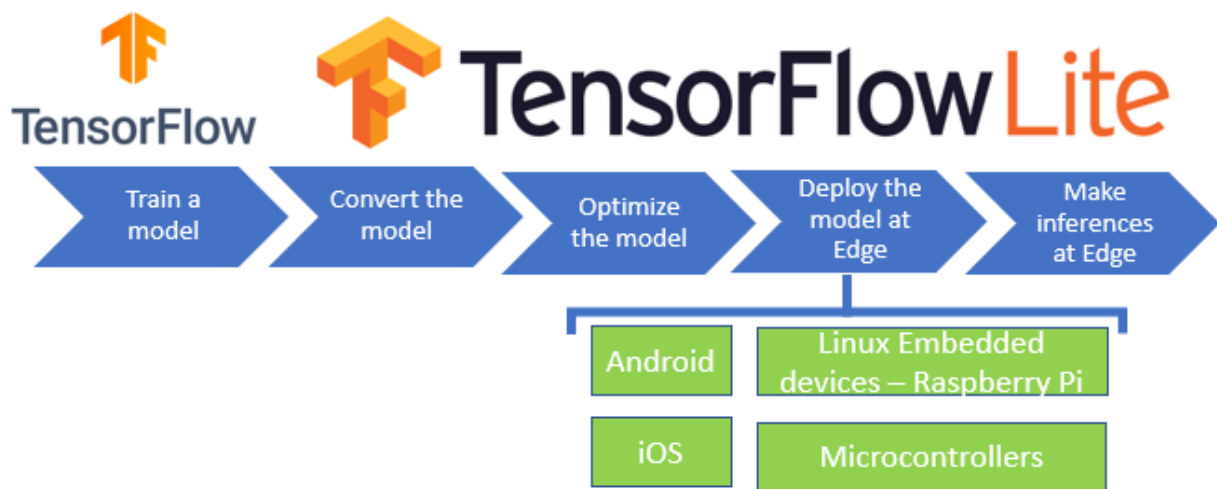 TensorFlow
TensorFlow Lite
Train a
model
Convert the
model
Optimize
the model
Deploy the
model at
Edge
Make
inferences
at Edge
Android
Linux Embedded
devices – Raspberry Pi
iOS
Microcontrollers